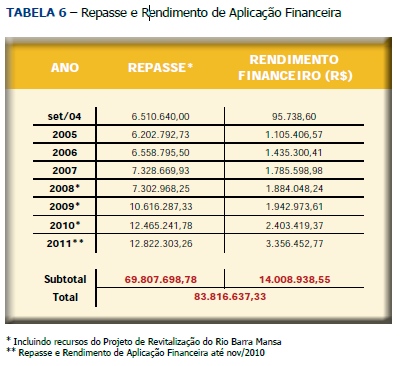 TABELA 6 – Repasse e Rendimento de Aplicação Financeira
ANO REPASSE* RENDIMENTO FINANCEIRO (R$)
set/04 6.510.640,00 95.738,60
2005 6.202.792,73 1.105.406,57
2006 6.558.795,50 1.435.300,41
2007 7.328.669,93 1.785.598,98
2008* 7.302.968,25 1.884.048,24
2009* 10.616.287,33 1.942.973,61
2010* 12.465.241,78 2.403.419,37
2011** 12.822.303,26 3.356.452,77
Subtotal 69.807.698,78 14.008.938,55
Total 83.816.637,33
* Incluindo recursos do Projeto de Revitalização do Rio Barra Mansa
** Repasse e Rendimento de Aplicação Financeira até nov/2010